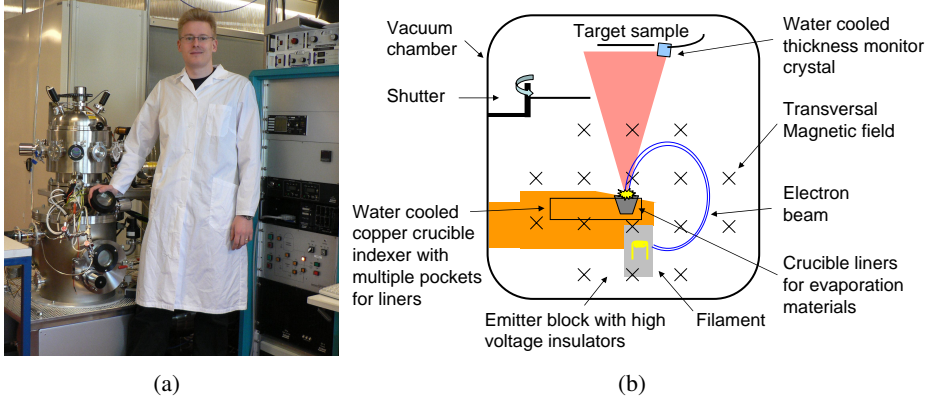 Vacuum
chamber
Target sample
Water cooled
thickness monitor
crystal
Shutter
Transversal
Magnetic field
Water cooled
copper crucible
indexer with
multiple pockets
for liners
Electron
beam
Crucible liners
for evaporation
materials
Emitter block with high
voltage insulators
Filament
(a)
(b)